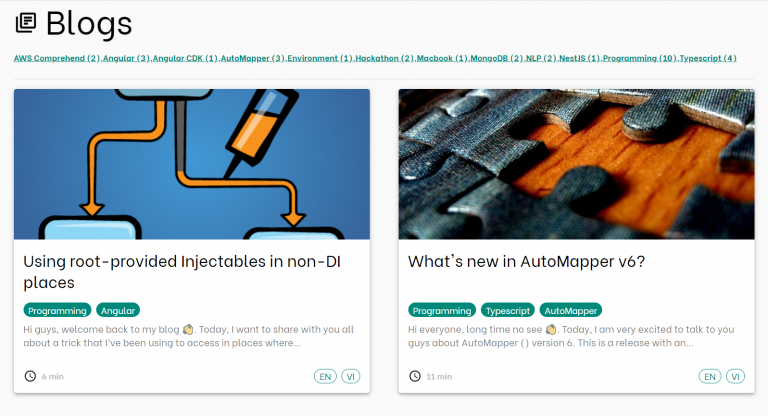 Blogs
AWS Comprehend (2),Angular (3),Angular CDK (1),AutoMapper (3),Environment (1),Hackathon (2),Macbook (1),MongoDB (2),NLP (2),NestJS (1),Programming (10),Typescript (4)
Using root-provided Injectables in non-DI
places
Programming Angular
Hi guys, welcome back to my blog 👏. Today, I want to share with you all
about a trick that I've been using to access in places where...
6 min EN VI
What's new in AutoMapper v6?
Programming Typescript AutoMapper
Hi everyone, long time no see 👏. Today, I am very excited to talk to you
guys about AutoMapper () version 6. This is a release with an...
11 min EN VI